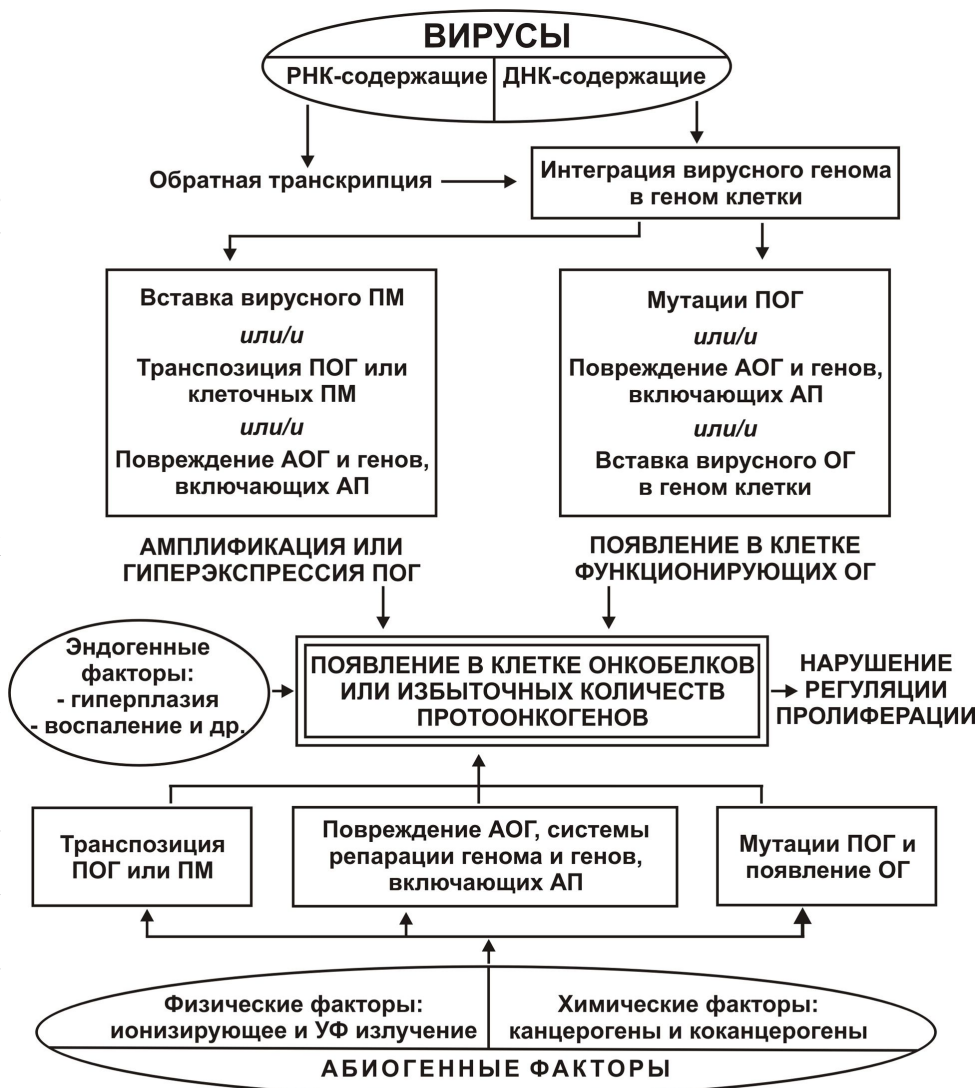 ВИРУСЫ
РНК-содержащие
ДНК-содержащие
Обратная транскрипция
Интеграция вирусного генома
в геном клетки
Вставка вирусного ПМ
или/и
Транспозиция ПОГ или
клеточных ПМ
или/и
Повреждение АОГ и генов,
включающих АП
Мутации ПОГ
или/и
Повреждение АОГ и генов,
включающих АП
или/и
Вставка вирусного ОГ
в геном клетки
АМПЛИФИКАЦИЯ ИЛИ
ГИПЕРЭКСПРЕССИЯ ПОГ
ПОЯВЛЕНИЕ В КЛЕТКЕ
ФУНКЦИОНИРУЮЩИХ ОГ
Эндогенные
факторы:
- гиперплазия
- воспаление и др.
ПОЯВЛЕНИЕ В КЛЕТКЕ ОНКОБЕЛКОВ
ИЛИ ИЗБЫТОЧНЫХ КОЛИЧЕСТВ
ПРОТООНКОГЕНОВ
НАРУШЕНИЕ
РЕГУЛЯЦИИ
ПРОЛИФЕРАЦИИ
Транспозиция
ПОГ или ПМ
Повреждение АОГ, системы
репарации генома и генов,
включающих АП
Мутации ПОГ и
появление ОГ
Физические факторы:
ионизирующее и УФ излучение
Химические факторы:
канцерогены и коканцерогены
АБИОГЕННЫЕ ФАКТОРЫ